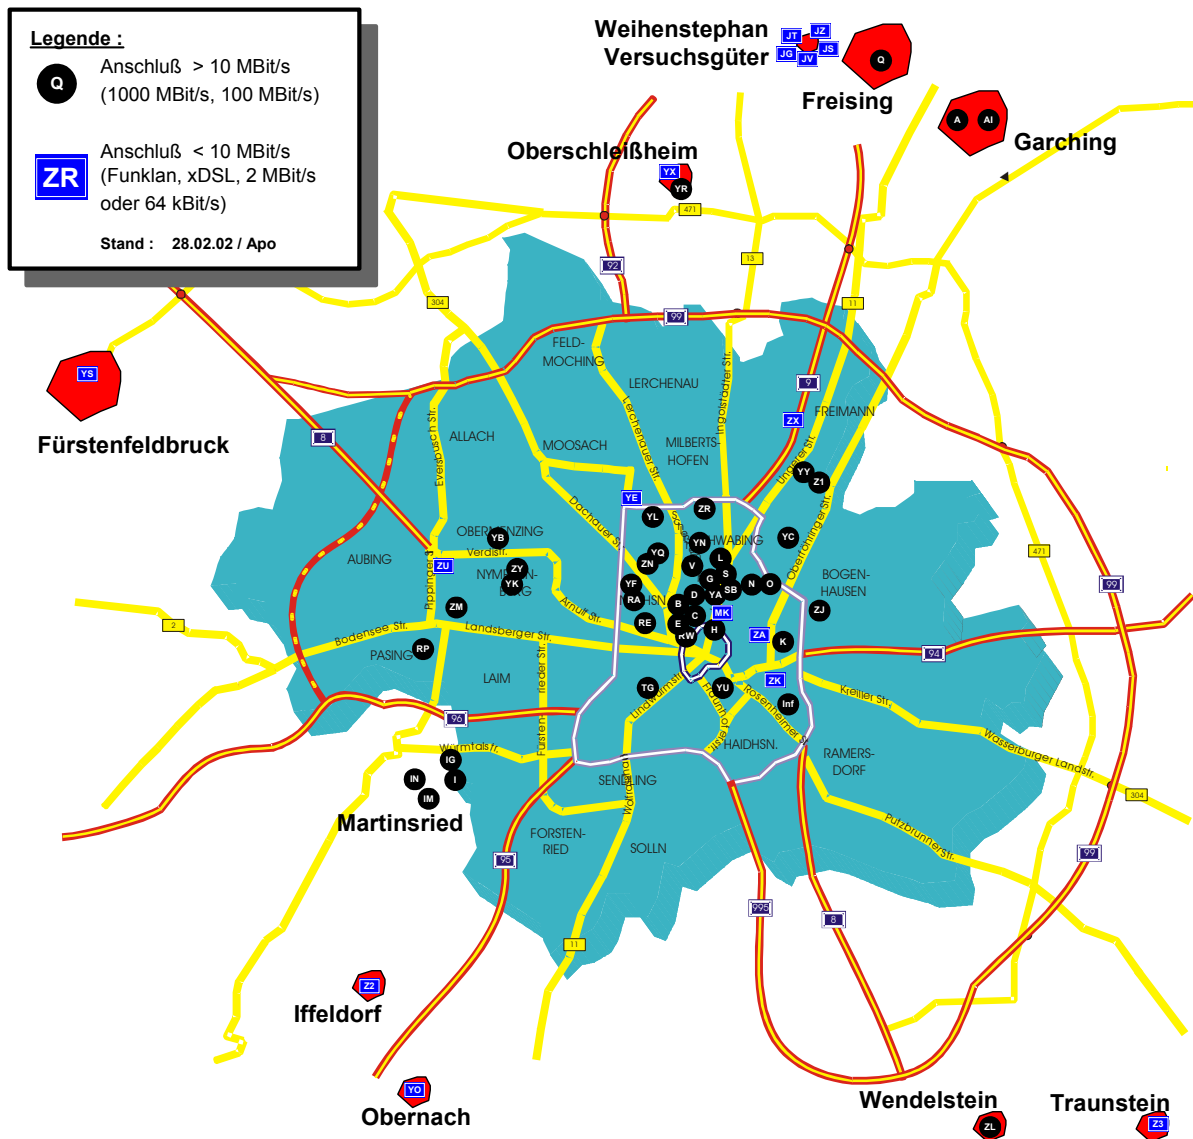 Legende :
Q
Anschluß > 10 MBit/s
(1000 MBit/s, 100 MBit/s)
ZR
Anschluß < 10 MBit/s
(Funklan, xDSL, 2 MBit/s
oder 64 kBit/s)
Stand : 28.02.02 / Apo
Weihenstephan
Versuchsgüter
JT
JZ
JG
JV
JS
Q
Freising
A
AI
Garching
Oberschleißheim
YX
YR
471
92
13
304
99
11
FELD-
MOCHING
LERCHENAU
9
FREIMANN
YS
Fürstenfeldbruck
8
Eversbusch Str.
ALLACH
MOOSACH
Lerchenauer Str.
MILBERTS-
HOFEN
Ingolstädter Str.
ZX
Ungerer Str.
YY
Z1
YE
YL
ZR
Dachauer Str.
Oberföhringer Str.
OBERMENZING
YB
Verdistr.
YN
YC
471
AUBING
ZU
Pippinger S
ZY
YK
YQ
ZN
V
L
G
S
SB
N
O
BOGEN-
HAUSEN
99
ZM
Arnulf Str.
YF
RA
B
D
YA
MK
ZJ
2
Bodensee Str.
Landsberger Str.
RE
E
C
RW
H
ZA
K
94
RP
PASING
LAIM
Fürsten-
rieder Str.
TG
Lindwurmstr.
YU
ZK
Inf
Kreiller Str.
Fraunhoferstr.
Rosenheimer St
96
Würmtalstr.
HAIDHSN.
RAMERS-
DORF
Wasserburger Landstr.
IG
IN
I
IM
Martinsried
SENDLING
304
FORSTEN-
RIED
SOLLN
Putzbrunner Str.
95
99
995
8
11
Z2
Iffeldorf
YO
Obernach
Wendelstein
ZL
Traunstein
Z3